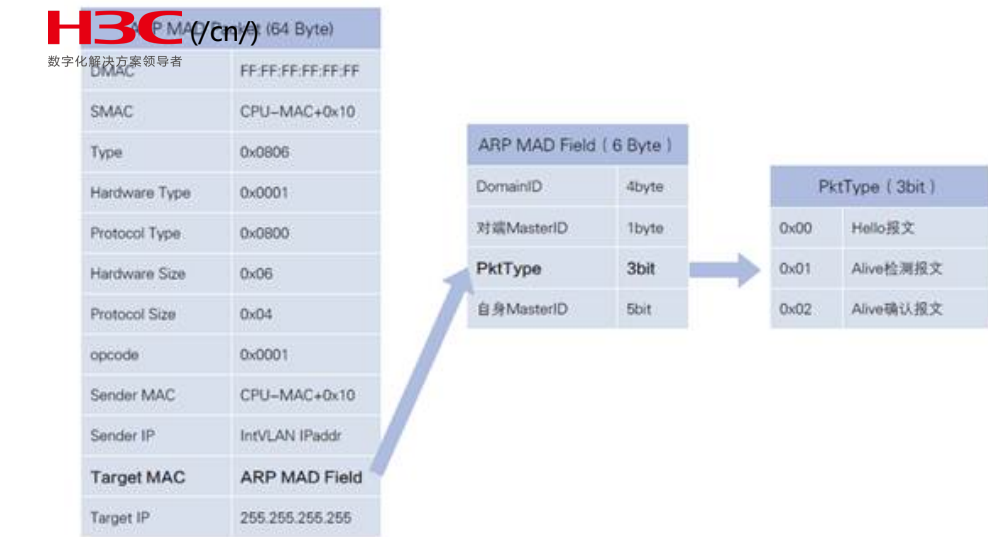 H3C (/cn/)
数字化解决方案领导者
ARP MAD Packet (64 Byte)
DMAC FF:FF:FF:FF:FF:FF
SMAC CPU-MAC+0x10
Type 0x0806
Hardware Type 0x0001
Protocol Type 0x0800
Hardware Size 0x06
Protocol Size 0x04
opcode 0x0001
Sender MAC CPU-MAC+0x10
Sender IP IntVLAN IPaddr
Target MAC ARP MAD Field
Target IP 255.255.255.255
ARP MAD Field ( 6 Byte )
DomainID 4byte
对端MasterID 1byte
PktType 3bit
自身MasterID 5bit
PktType ( 3bit )
0x00 Hello报文
0x01 Alive检测报文
0x02 Alive确认报文